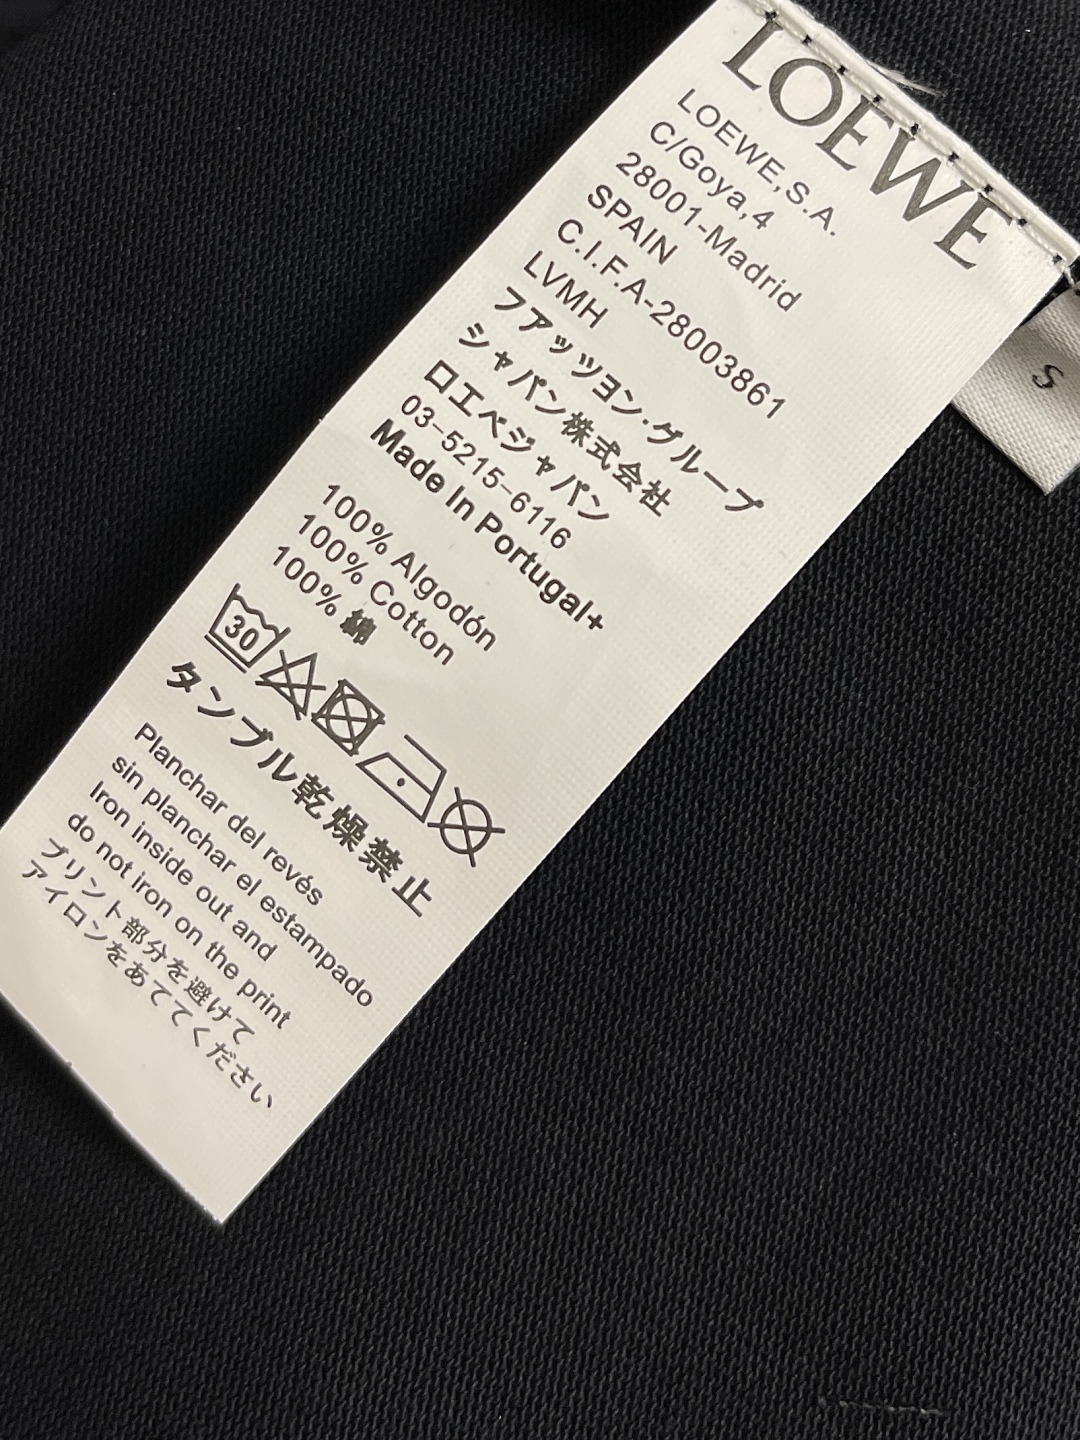 LOEWE
LOEWE,S.A.
C/Goya,4
28001-Madrid
SPAIN
C.I.F.A-28003861
LVMH
フアッツヨン·グループ
シャパン株式会社
ロエベジャパン
03-5215-6116
Made In Portugal+
100% Algodón
100% Cotton
100% 綿
30
タンブル乾燥禁止
Planchar del revés
sin planchar el estampado
Iron inside out and
do not iron on the print
プリント部分を避けて
アイロンをあててください
S